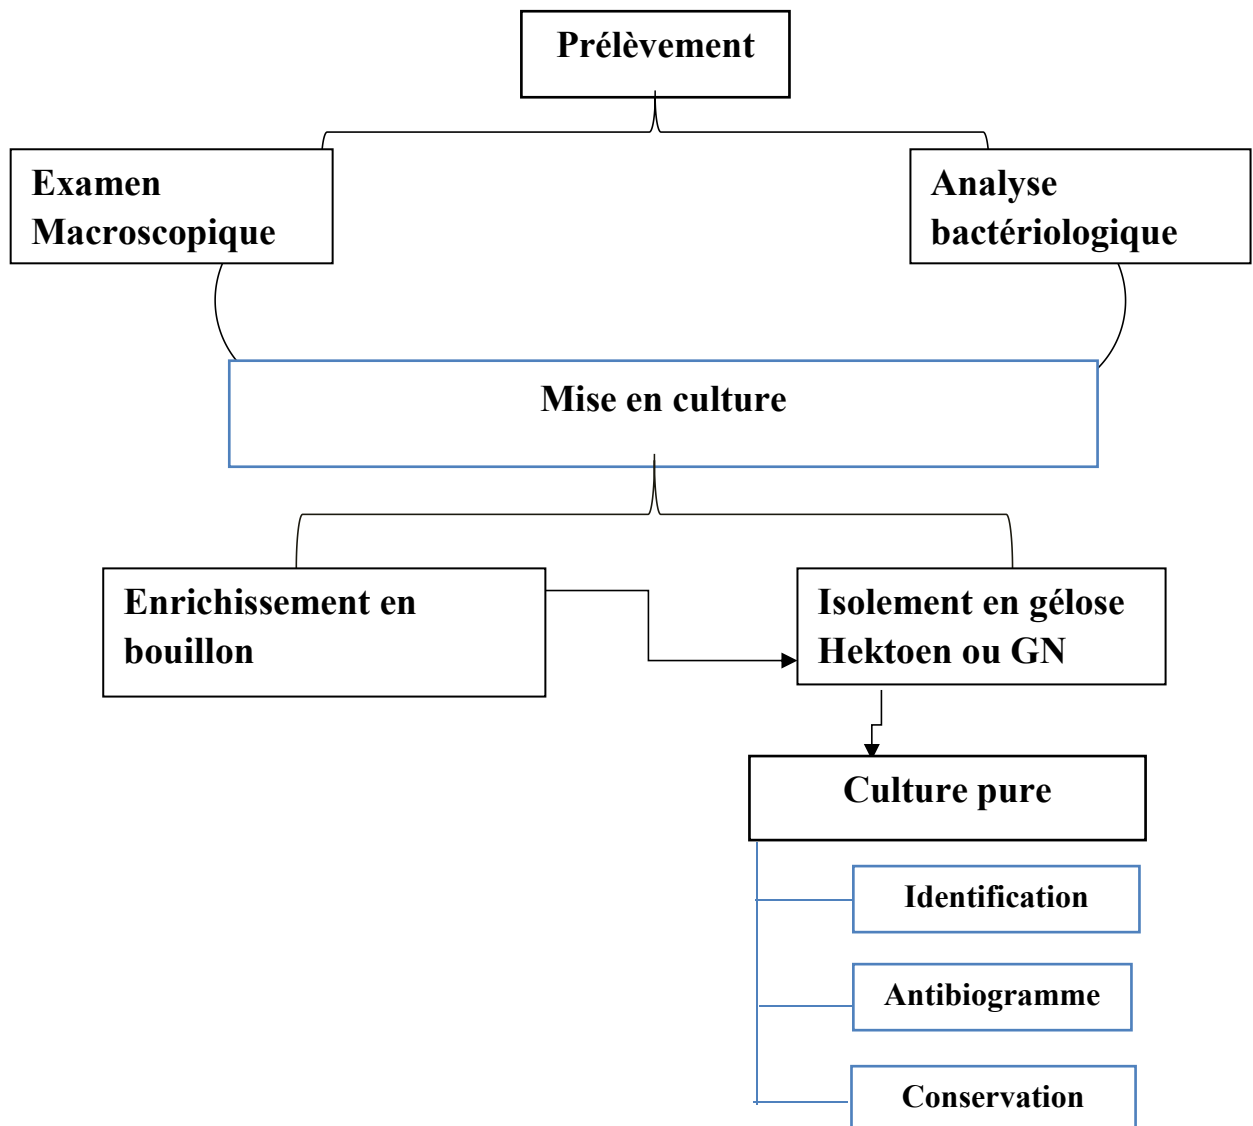 Prélèvement
Examen
Macroscopique
Analyse
bactériologique
Mise en culture
Enrichissement en
bouillon
Isolement en gélose
Hektoen ou GN
Culture pure
Identification
Antibiogramme
Conservation